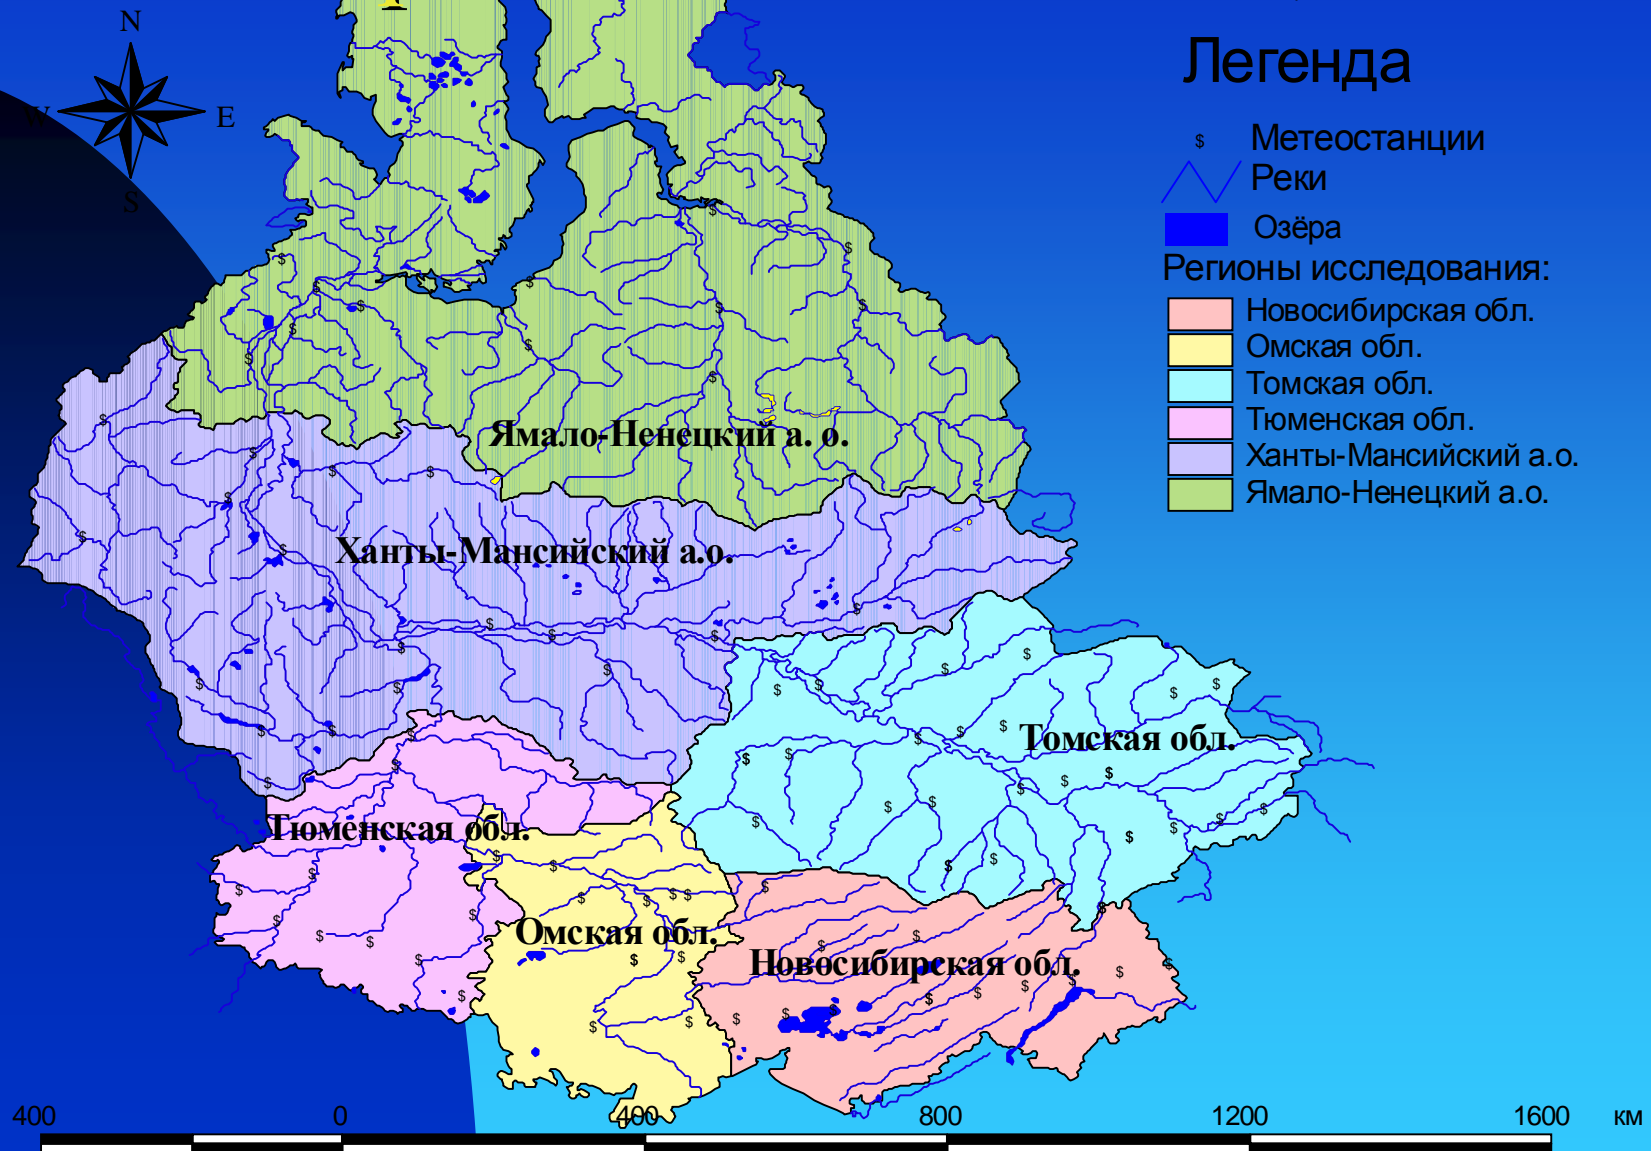 N
W E
S
Легенда
$ Метеостанции
Реки
Озёра
Регионы исследования:
Новосибирская обл.
Омская обл.
Томская обл.
Тюменская обл.
Ханты-Мансийский а.о.
Ямало-Ненецкий а.о.
Ямало-Ненецкий а. о.
Ханты-Мансийский а.о.
Томская обл.
Тюменская обл.
Омская обл.
Новосибирская обл.
400 0 400 800 1200 1600 км